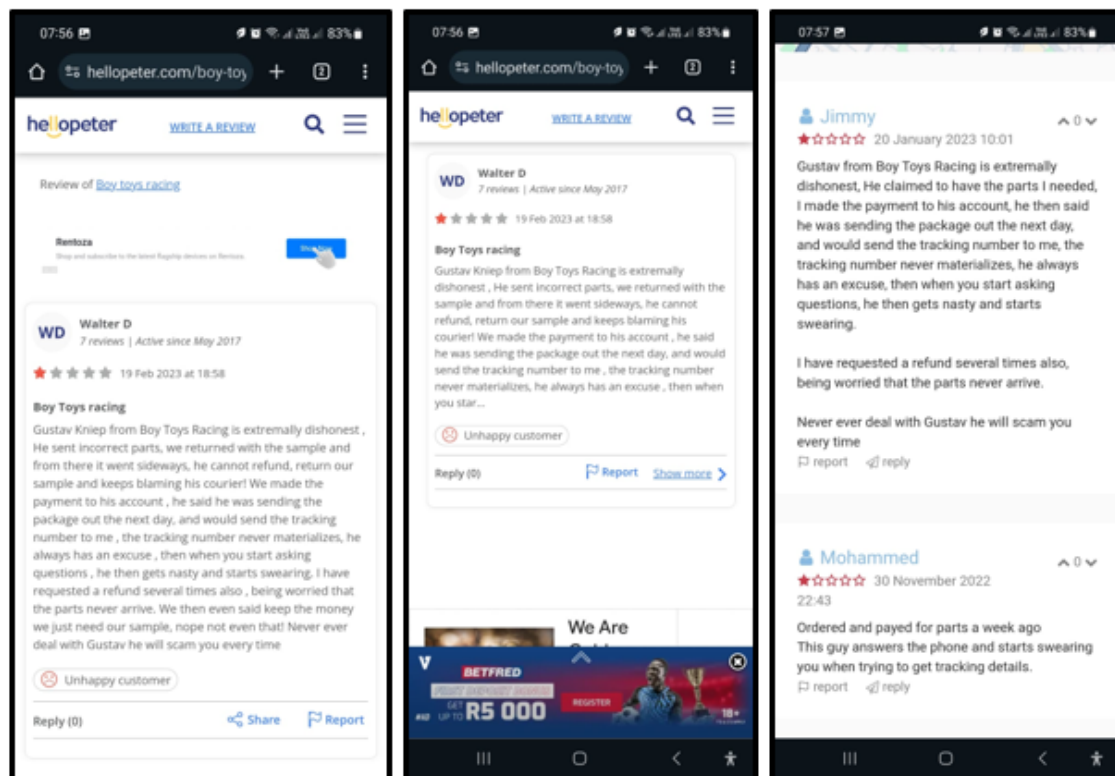 07:56
83%
hellopeter.com/boy-toy
2
hellopeter
WRITE A REVIEW
Review of Boy toys racing
Rentoza
Shop and subscribe to the latest flagship devices on Rentoza.
WD
Walter D
7 reviews | Active since May 2017
19 Feb 2023 at 18:58
Boy Toys racing
Gustav Kniep from Boy Toys Racing is extremally dishonest ,
He sent incorrect parts, we returned with the sample and
from there it went sideways, he cannot refund, return our
sample and keeps blaming his courier! We made the
payment to his account , he said he was sending the
package out the next day, and would send the tracking
number to me , the tracking number never materializes, he
always has an excuse , then when you start asking
questions , he then gets nasty and starts swearing. I have
requested a refund several times also , being worried that
the parts never arrive. We then even said keep the money
we just need our sample, nope not even that! Never ever
deal with Gustav he will scam you every time
Unhappy customer
Reply (0)
Share
Report
07:56
83%
hellopeter.com/boy-toy
2
hellopeter
WRITE A REVIEW
WD
Walter D
7 reviews | Active since May 2017
19 Feb 2023 at 18:58
Boy Toys racing
Gustav Kniep from Boy Toys Racing is extremally
dishonest , He sent incorrect parts, we returned with the
sample and from there it went sideways, he cannot
refund, return our sample and keeps blaming his
courier! We made the payment to his account , he said
he was sending the package out the next day, and would
send the tracking number to me , the tracking number
never materializes, he always has an excuse , then when
you star...
Unhappy customer
Reply (0)
Report
Show more
We Are
BETFRED
FIRST DEPOSIT BONUS
GET
UP TO R5 000
REGISTER
18+
07:57
83%
Jimmy
0
20 January 2023 10:01
Gustav from Boy Toys Racing is extremally
dishonest, He claimed to have the parts I needed,
I made the payment to his account, he then said
he was sending the package out the next day,
and would send the tracking number to me, the
tracking number never materializes, he always
has an excuse, then when you start asking
questions, he then gets nasty and starts
swearing.
I have requested a refund several times also,
being worried that the parts never arrive.
Never ever deal with Gustav he will scam you
every time
report
reply
Mohammed
0
30 November 2022
22:43
Ordered and payed for parts a week ago
This guy answers the phone and starts swearing
you when trying to get tracking details.
report
reply